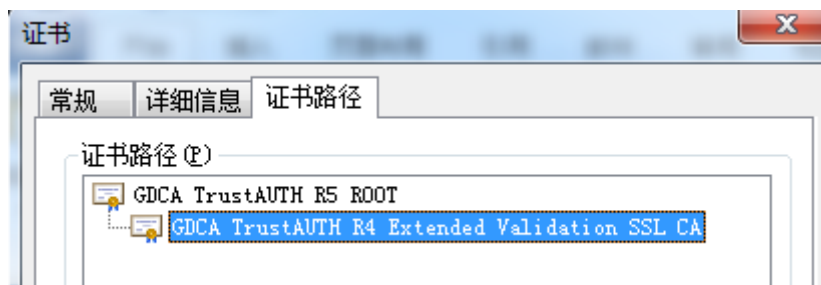 证书
常规 详细信息 证书路径
证书路径(P)
GDCA TrustAUTH R5 ROOT
GDCA TrustAUTH R4 Extended Validation SSL CA